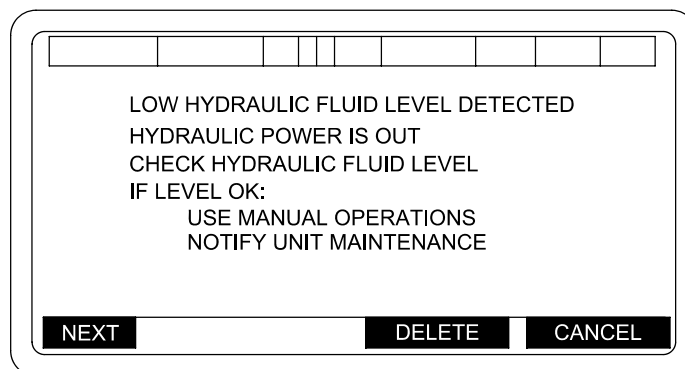 LOW HYDRAULIC FLUID LEVEL DETECTED
HYDRAULIC POWER IS OUT
CHECK HYDRAULIC FLUID LEVEL
IF LEVEL OK:
USE MANUAL OPERATIONS
NOTIFY UNIT MAINTENANCE
NEXT DELETE CANCEL